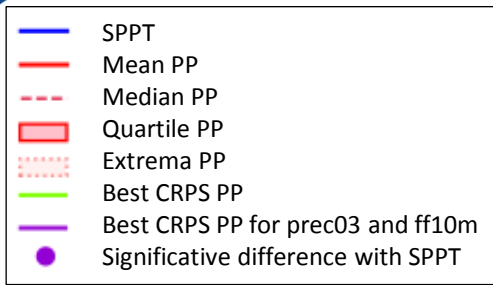 SPPT
Mean PP
Median PP
Quartile PP
Extrema PP
Best CRPS PP
Best CRPS PP for prec03 and ff10m
Significative difference with SPPT